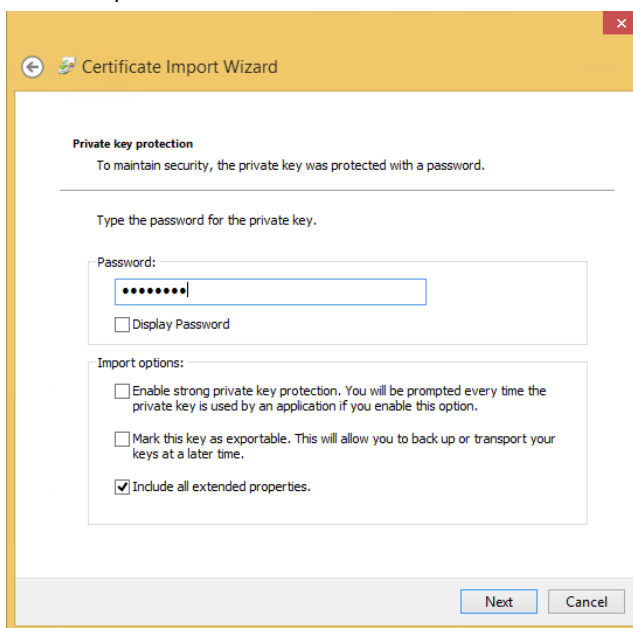 Certificate Import Wizard
Private key protection
To maintain security, the private key was protected with a password.
Type the password for the private key.
Password:
••••••••
Display Password
Import options:
Enable strong private key protection. You will be prompted every time the
private key is used by an application if you enable this option.
Mark this key as exportable. This will allow you to back up or transport your
keys at a later time.
Include all extended properties.
Next Cancel